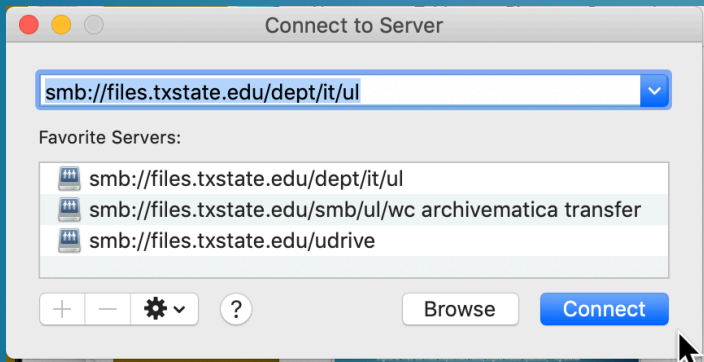 Connect to Server
smb://files.txstate.edu/dept/it/ul
Favorite Servers:
smb://files.txstate.edu/dept/it/ul
smb://files.txstate.edu/smb/ul/wc archivematica transfer
smb://files.txstate.edu/udrive
+ − ? Browse Connect